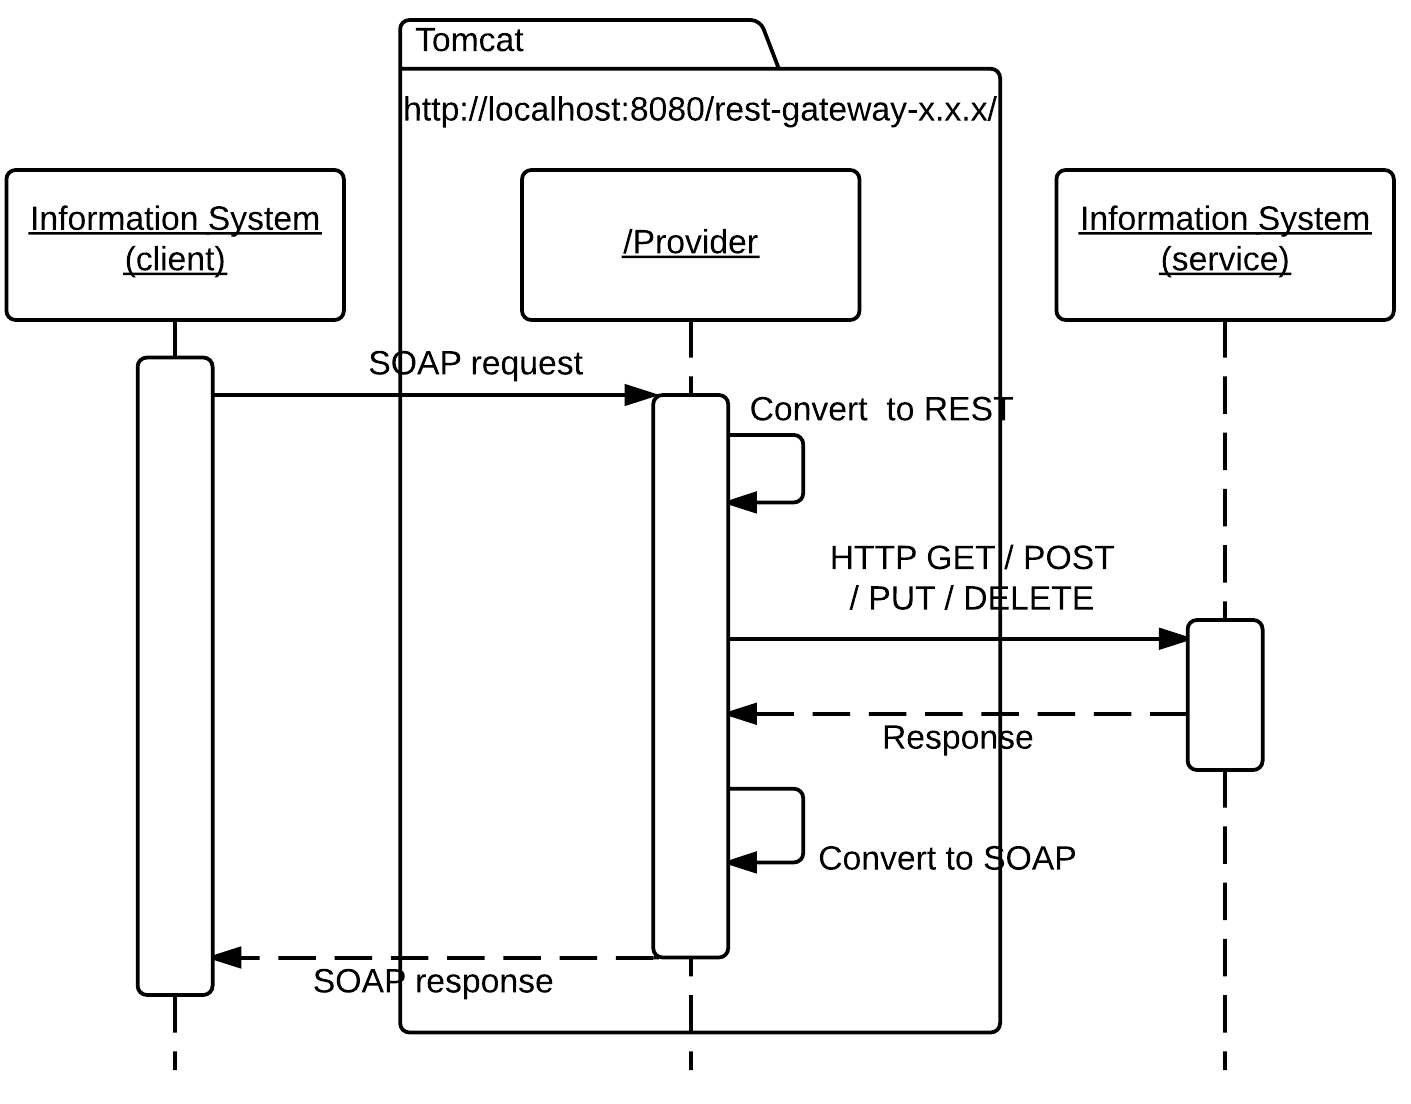 Tomcat
http://localhost:8080/rest-gateway-x.x.x/
Information System
(client)
/Provider
Information System
(service)
SOAP request
Convert  to REST
HTTP GET / POST
/ PUT / DELETE
Response
Convert to SOAP
SOAP response